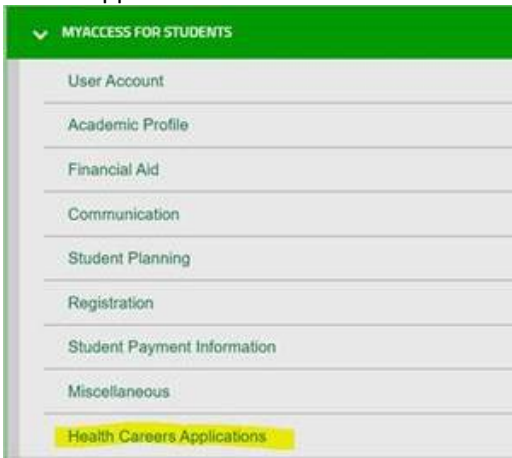 MYACCESS FOR STUDENTS
User Account
Academic Profile
Financial Aid
Communication
Student Planning
Registration
Student Payment Information
Miscellaneous
Health Careers Applications